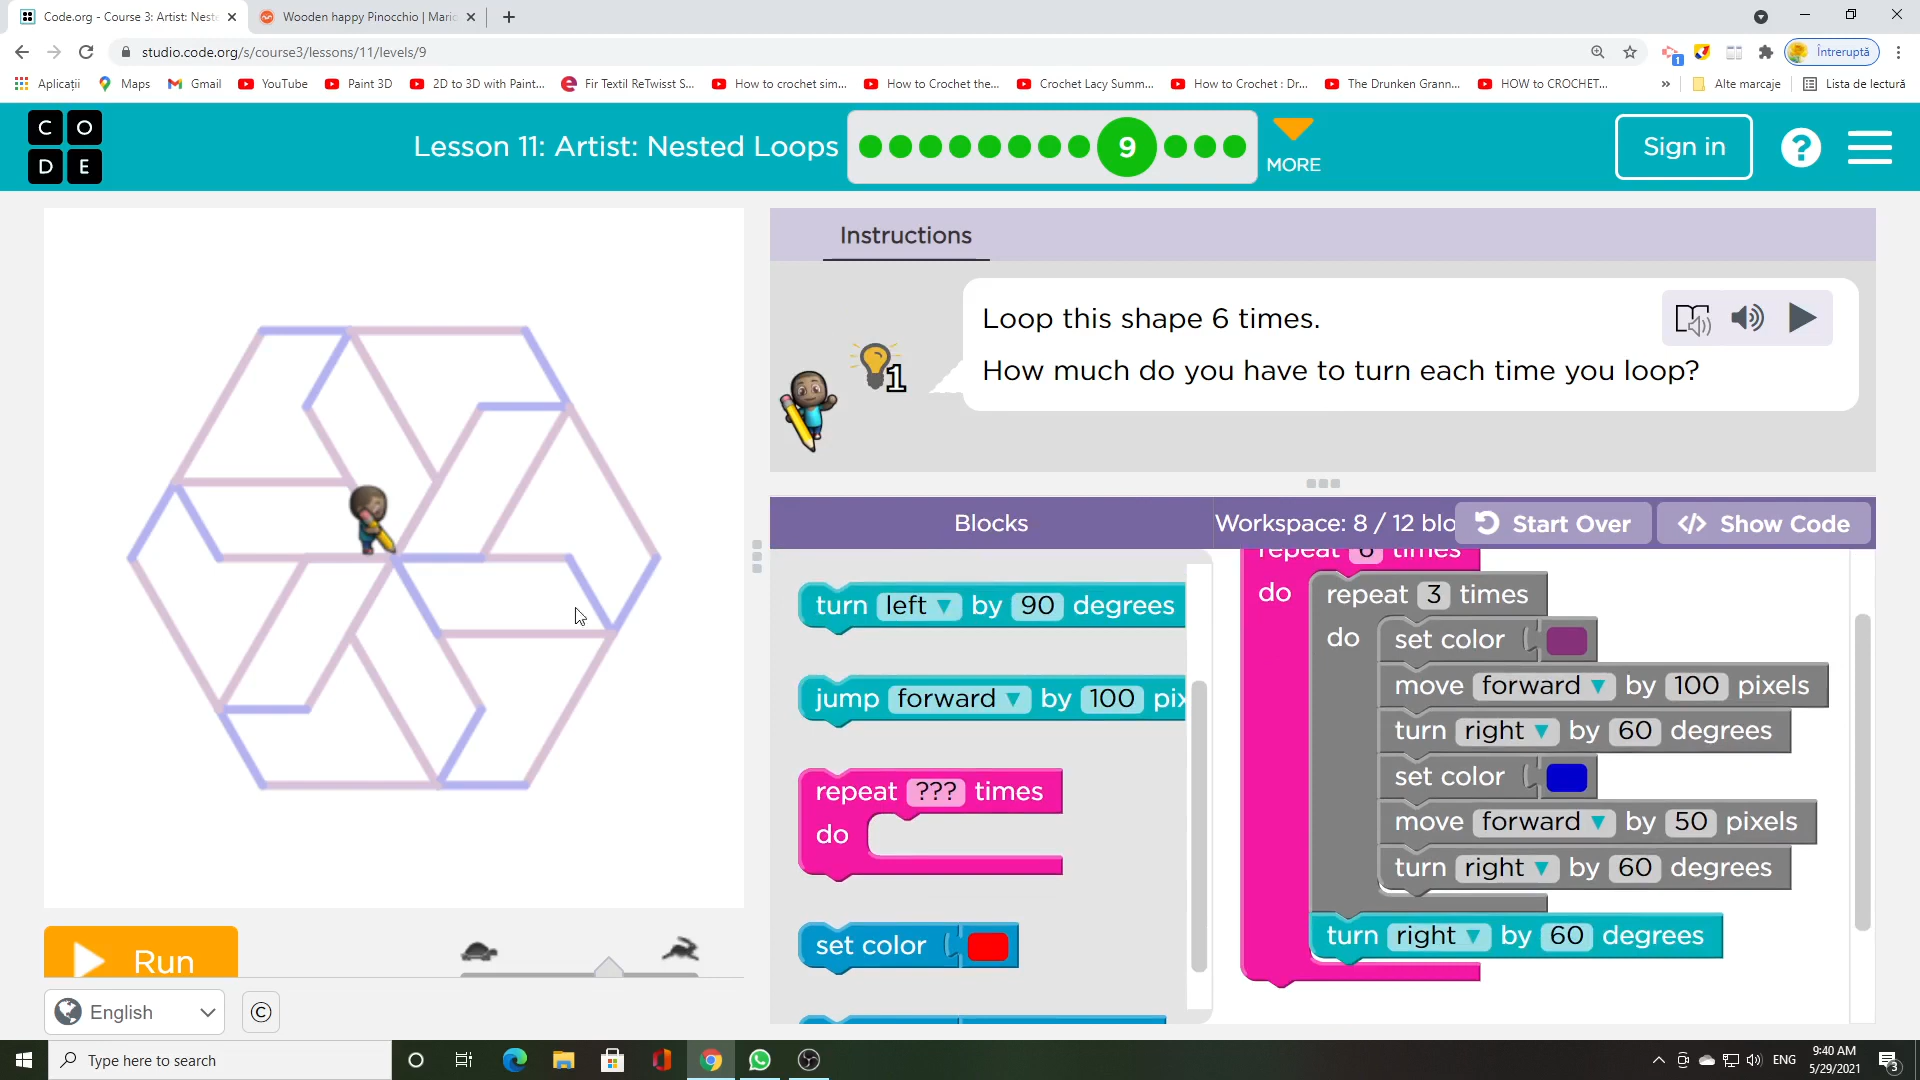 Code.org - Course 3: Artist: Neste
Wooden happy Pinocchio | Mario
studio.code.org/s/course3/lessons/11/levels/9
1
Întreruptă
Aplicații
Maps
Gmail
YouTube
Paint 3D
2D to 3D with Paint...
Fir Textil ReTwisst S...
How to crochet sim...
How to Crochet the...
Crochet Lacy Summ...
How to Crochet : Dr...
The Drunken Grann...
HOW to CROCHET...
»
Alte marcaje
Lista de lectură
C O
D E
Lesson 11: Artist: Nested Loops
9
MORE
Sign in
?
Instructions
1
Loop this shape 6 times.
How much do you have to turn each time you loop?
Blocks
Workspace: 8 / 12 blo
Start Over
</> Show Code
turn left ▼ by 90 degrees
jump forward ▼ by 100 pix
repeat ??? times
do
set color
repeat 6 times
do
repeat 3 times
do
set color
move forward ▼ by 100 pixels
turn right ▼ by 60 degrees
set color
move forward ▼ by 50 pixels
turn right ▼ by 60 degrees
turn right ▼ by 60 degrees
Run
English
©
Type here to search
ENG
9:40 AM
5/29/2021
3